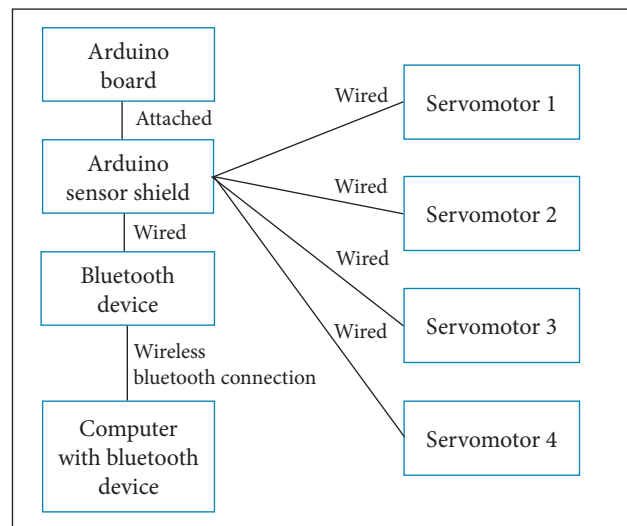 Arduino
board
Attached
Arduino
sensor shield
Wired
Bluetooth
device
Wireless
bluetooth connection
Computer
with bluetooth
device
Wired
Servomotor 1
Wired
Servomotor 2
Wired
Servomotor 3
Wired
Servomotor 4